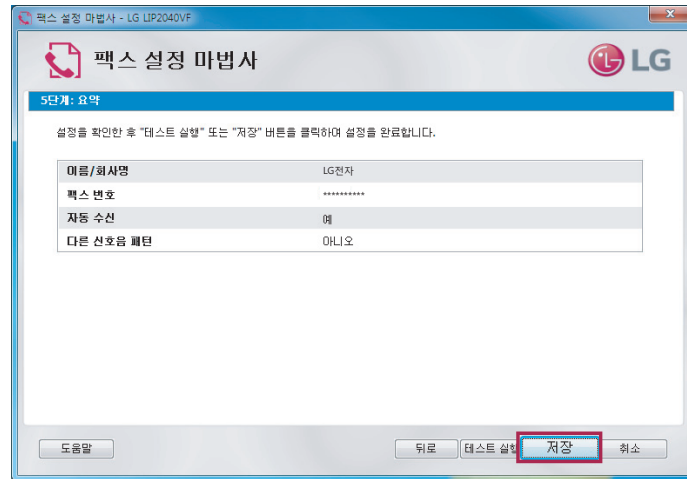 팩스 설정 마법사 - LG LIP2040VF
팩스 설정 마법사
LG
5단계: 요약
설정을 확인한 후 "테스트 실행" 또는 "저장" 버튼을 클릭하여 설정을 완료합니다.
이름/회사명 LG전자
팩스 번호 **********
자동 수신 예
다른 신호음 패턴 아니오
도움말 뒤로 테스트 실행 저장 취소